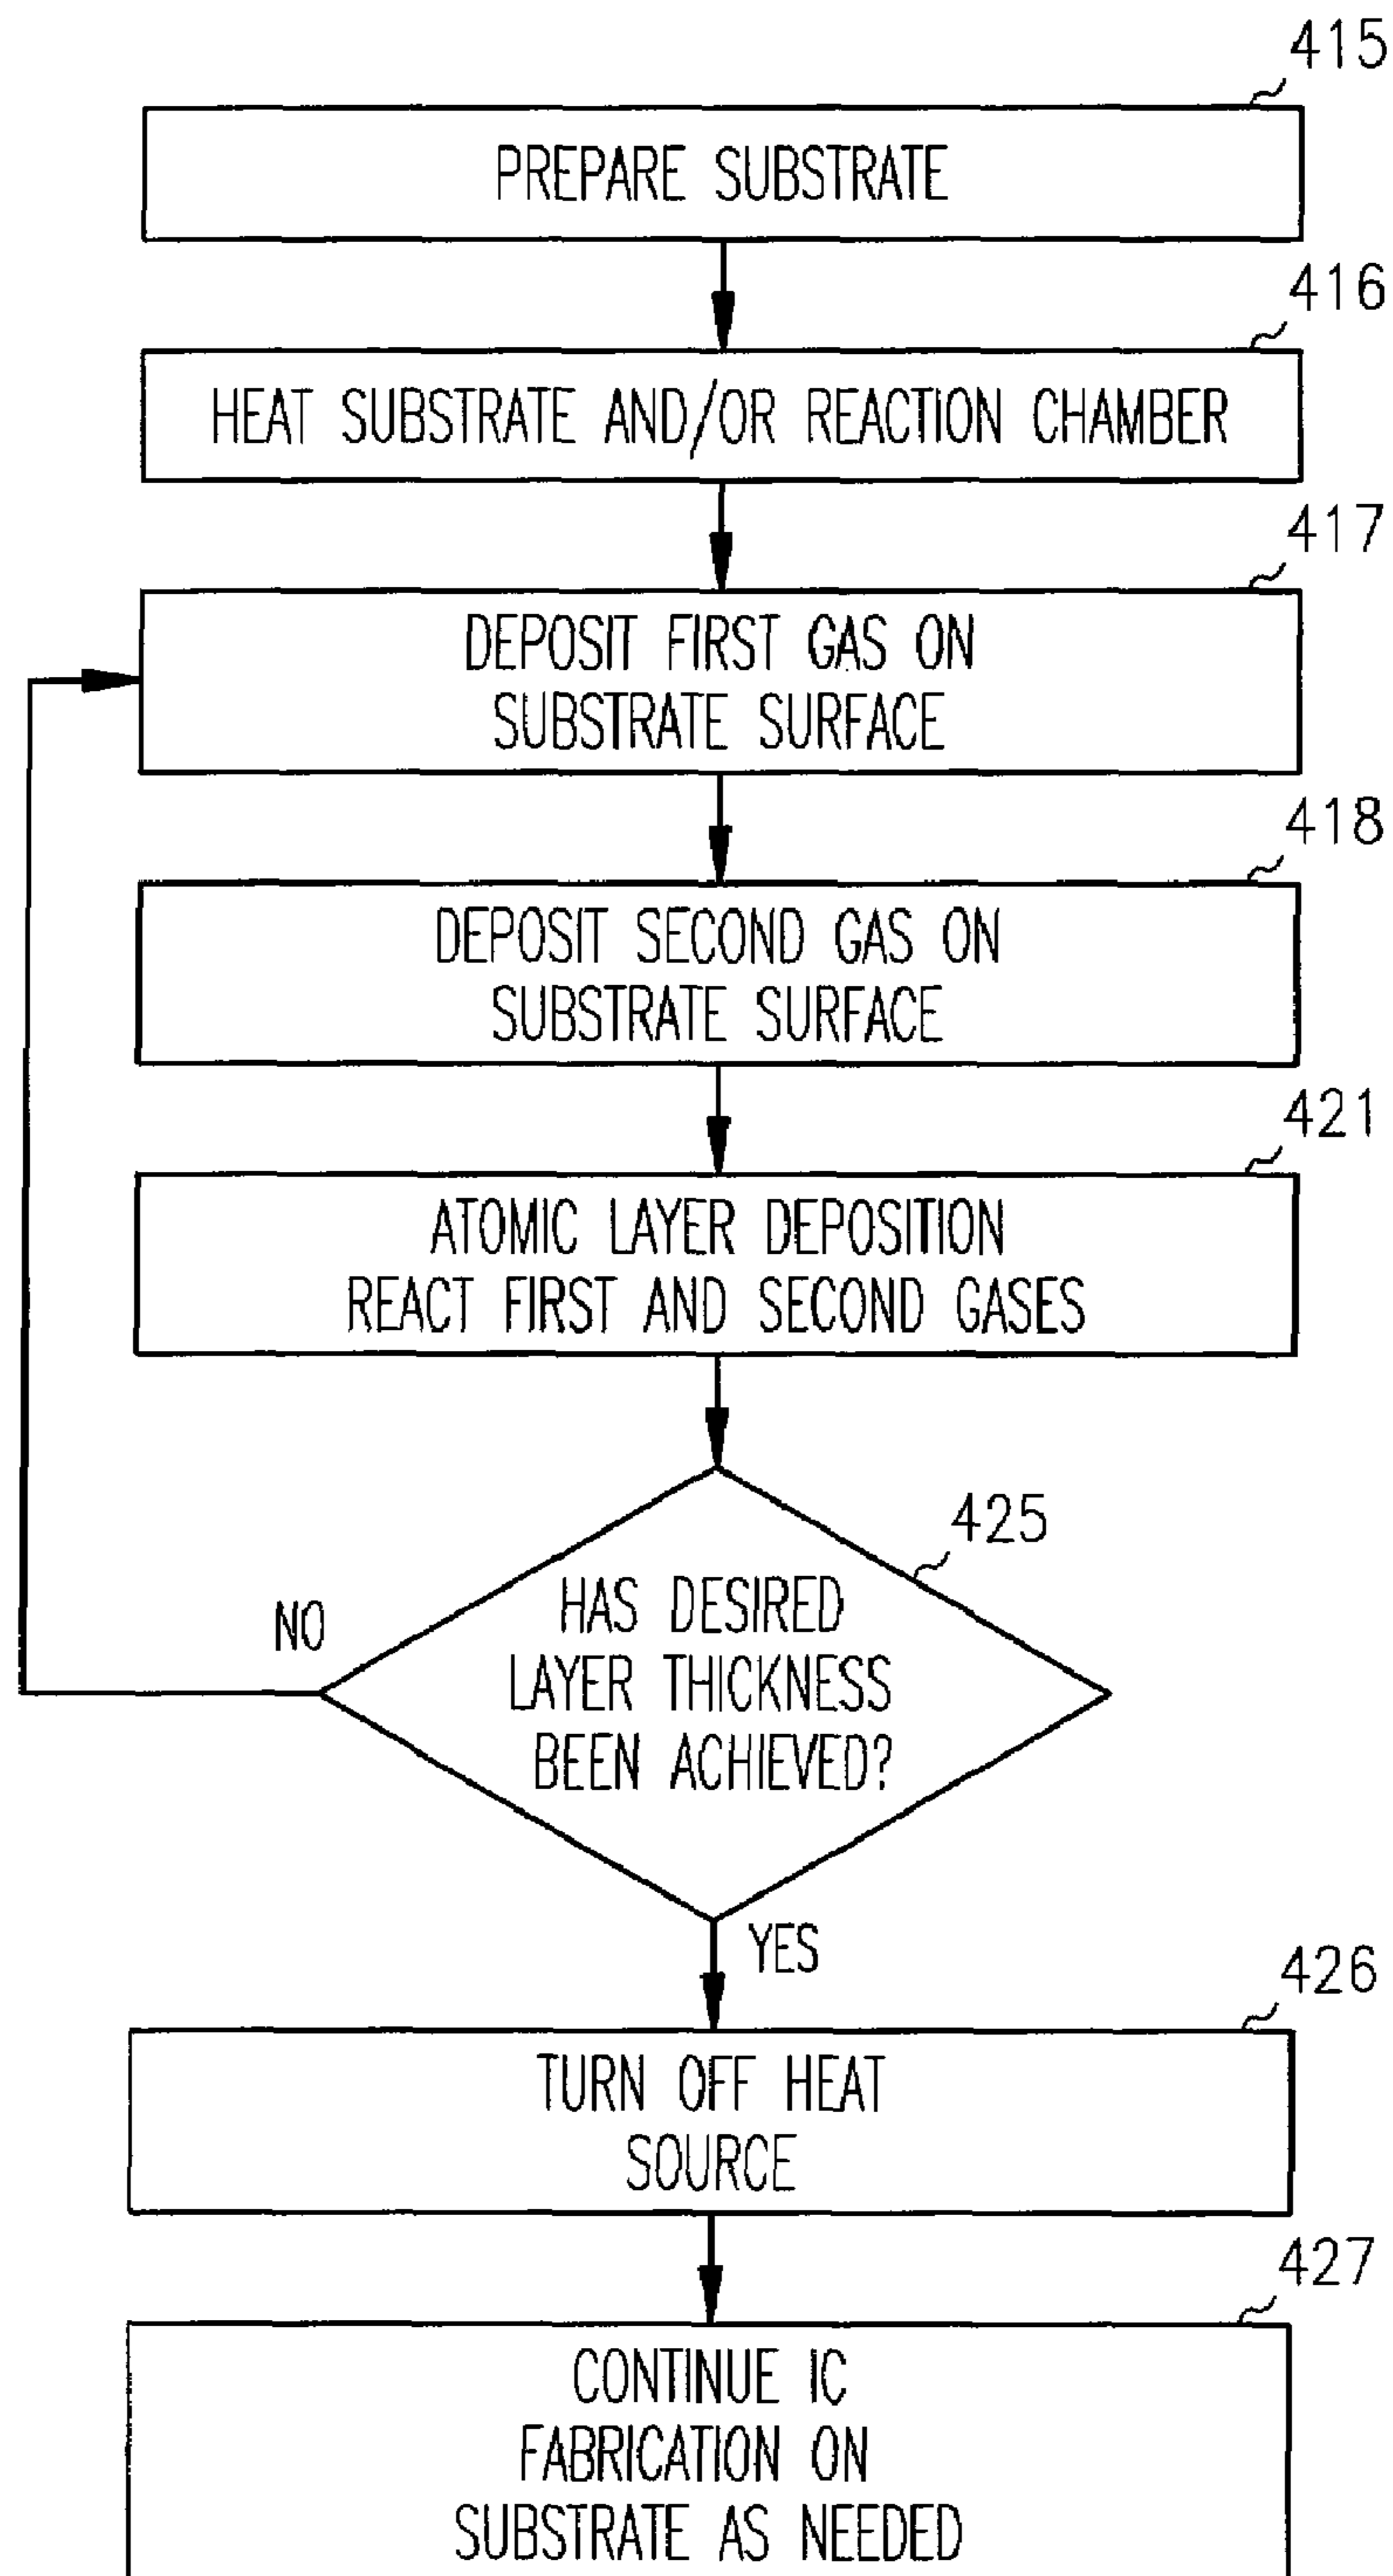 415
PREPARE SUBSTRATE
416
HEAT SUBSTRATE AND/OR REACTION CHAMBER
417
DEPOSIT FIRST GAS ON
SUBSTRATE SURFACE
418
DEPOSIT SECOND GAS ON
SUBSTRATE SURFACE
421
ATOMIC LAYER DEPOSITION
REACT FIRST AND SECOND GASES
425
HAS DESIRED
LAYER THICKNESS
BEEN ACHIEVED?
NO
YES
426
TURN OFF HEAT
SOURCE
427
CONTINUE IC
FABRICATION ON
SUBSTRATE AS NEEDED